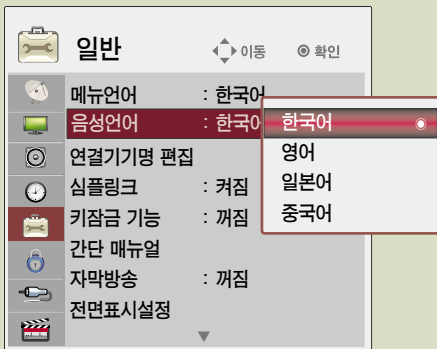 일반 이동 확인
메뉴언어 : 한국어
음성언어 : 한국어
연결기기명 편집
심플링크 : 켜짐
키잠금 기능 : 꺼짐
간단 매뉴얼
자막방송 : 꺼짐
전면표시설정
한국어
영어
일본어
중국어